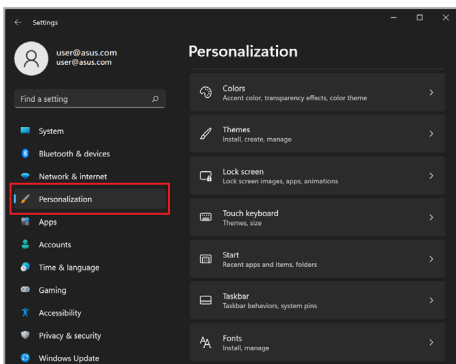 Settings
user@asus.com
user@asus.com
Find a setting
System
Bluetooth & devices
Network & internet
Personalization
Apps
Accounts
Time & language
Gaming
Accessibility
Privacy & security
Windows Update
Personalization
Colors
Accent color, transparency effects, color theme
Themes
Install, create, manage
Lock screen
Lock screen images, apps, animations
Touch keyboard
Themes, size
Start
Recent apps and items, folders
Taskbar
Taskbar behaviors, system pins
Fonts
Install, manage